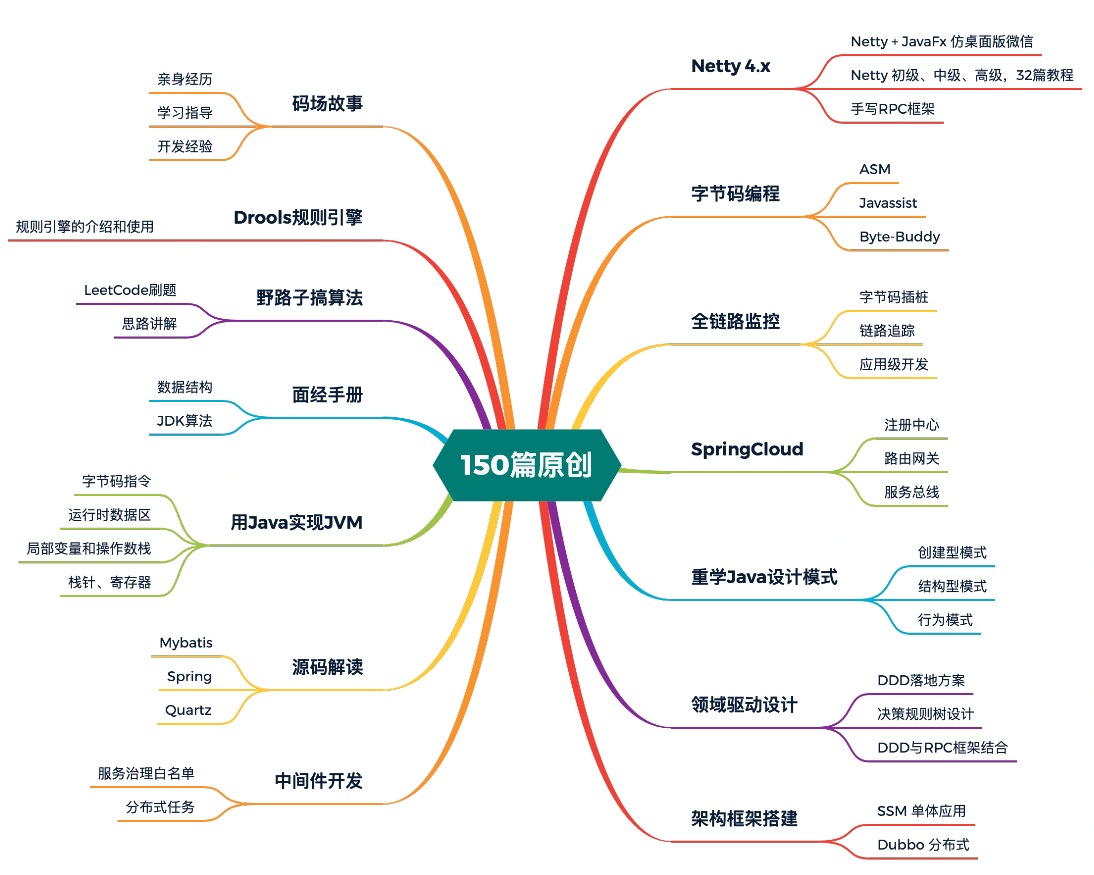 150篇原创
码场故事
亲身经历
学习指导
开发经验
Drools规则引擎
规则引擎的介绍和使用
野路子搞算法
LeetCode刷题
思路讲解
面经手册
数据结构
JDK算法
用Java实现JVM
字节码指令
运行时数据区
局部变量和操作数栈
栈针、寄存器
源码解读
Mybatis
Spring
Quartz
中间件开发
服务治理白名单
分布式任务
Netty 4.x
Netty + JavaFx 仿桌面版微信
Netty 初级、中级、高级，32篇教程
手写RPC框架
字节码编程
ASM
Javassist
Byte-Buddy
全链路监控
字节码插桩
链路追踪
应用级开发
SpringCloud
注册中心
路由网关
服务总线
重学Java设计模式
创建型模式
结构型模式
行为模式
领域驱动设计
DDD落地方案
决策规则树设计
DDD与RPC框架结合
架构框架搭建
SSM 单体应用
Dubbo 分布式